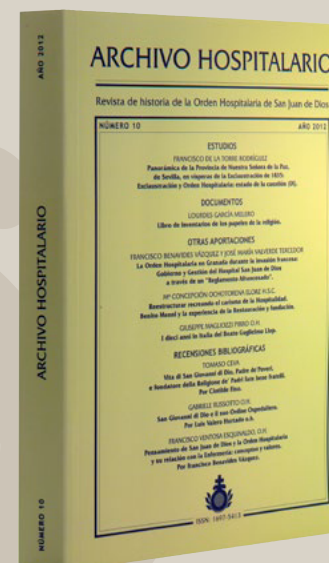 AÑO 2012
ARCHIVO HOSPITALARIO
NÚMERO 10
ARCHIVO HOSPITALARIO
Revista de historia de la Orden Hospitalaria de San Juan de Dios
NÚMERO 10 AÑO 2012
ESTUDIOS
FRANCISCO DE LA TORRE RODRÍGUEZ
Panorámica de la Provincia de Nuestra Señora de la Paz,
de Sevilla, en vísperas de la Exclaustración de 1835:
Exclaustración y Orden Hospitalaria: estado de la cuestión
DOCUMENTOS
LOURDES GARCÍA MELERO
Libro de Inventarios de los papeles de la religión.
OTRAS APORTACIONES
FRANCISCO BENAVIDES VÁZQUEZ Y JOSÉ MARÍA VALVERDE TERCEDOR
La Orden Hospitalaria en Granada durante la invasión francesa:
Gobierno y Gestión del Hospital San Juan de Dios
a través de un "Reglamento Afrancesado".
Mª CONCEPCIÓN OCHOTORENA ELORZ H.S.C.
Reestructurar recreando el carisma de la Hospitalidad.
Benito Menni y la experiencia de la Restauración y fundación.
GIUSEPPE MAGLIOZZI O.H.
I dieci anni in Italia del Beato Guglielmo Llop.
RECENSIONES BIBLIOGRÁFICAS
TOMASO CEVA
Vita di San Giovanni di Dio, Padre de' Poveri,
e fondatore della Religione de' Padri fate bene fratelli.
Por Clotilde Fino.
GABRIELE RUSSOTTO O.H.
San Giovanni di Dio e il suo Ordine Ospedaliero.
Por Luis Valero Hurtado o.h.
FRANCISCO VENTOSA ESQUINALDO, O.H.
Pensamiento de San Juan de Dios y la Orden Hospitalaria
y su relación con la Enfermería: conceptos y valores.
Por Francisco Benavides Vázquez.
ISSN: 1697-5413